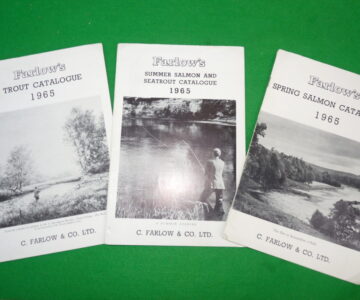 Farlow's
TROUT CATALOGUE
1965
C. FARLOW & CO. LTD.
Farlow's
SUMMER SALMON AND
SEATROUT CATALOGUE
1965
C. FARLOW & CO. LTD.
Farlow's
SPRING SALMON CATA
1965
C. FARLOW & CO. LTD.